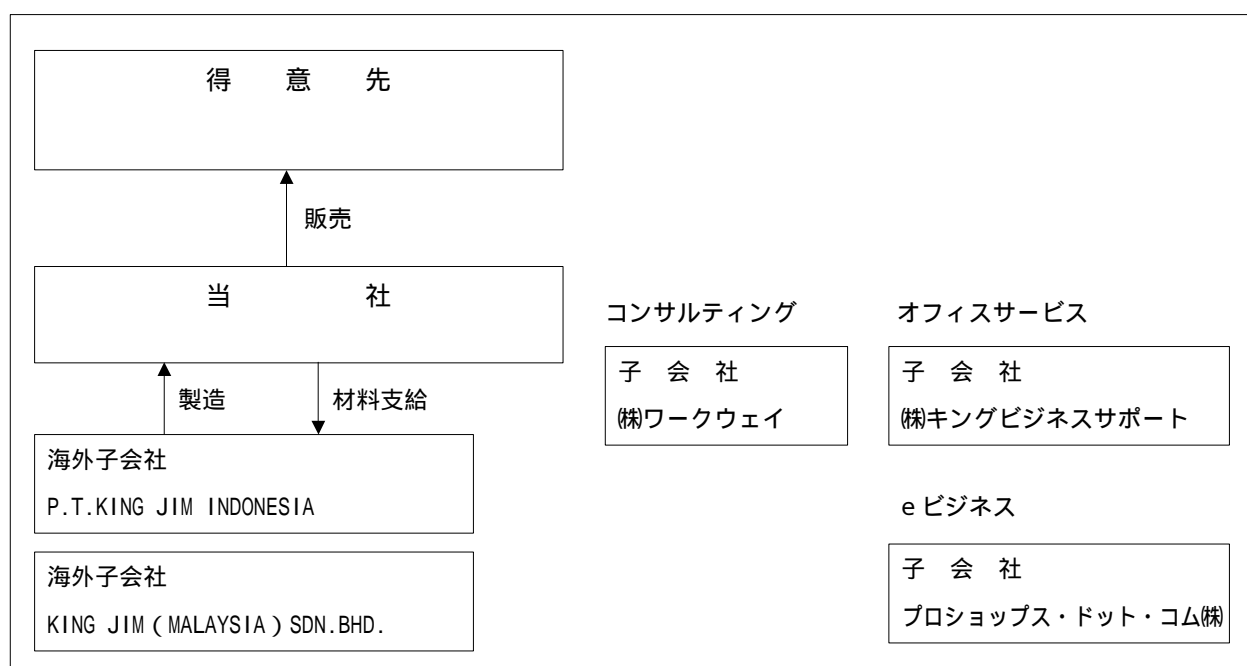 得　意　先
販売
当　社
製造
材料支給
海外子会社
P.T.KING JIM INDONESIA
海外子会社
KING JIM（MALAYSIA）SDN.BHD.
コンサルティング
子　会　社
㈱ワークウェイ
オフィスサービス
子　会　社
㈱キングビジネスサポート
eビジネス
子　会　社
プロショップス・ドット・コム㈱